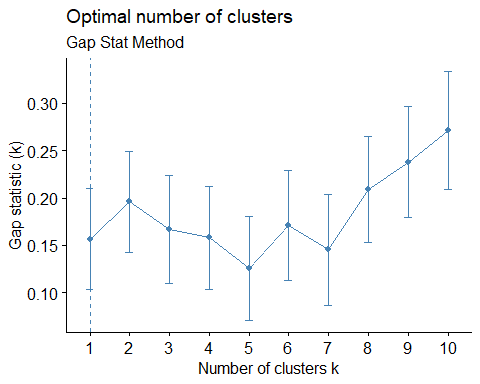 Optimal number of clusters
Gap Stat Method
Gap statistic (k)
0.30
0.25
0.20
0.15
0.10
1 2 3 4 5 6 7 8 9 10
Number of clusters k